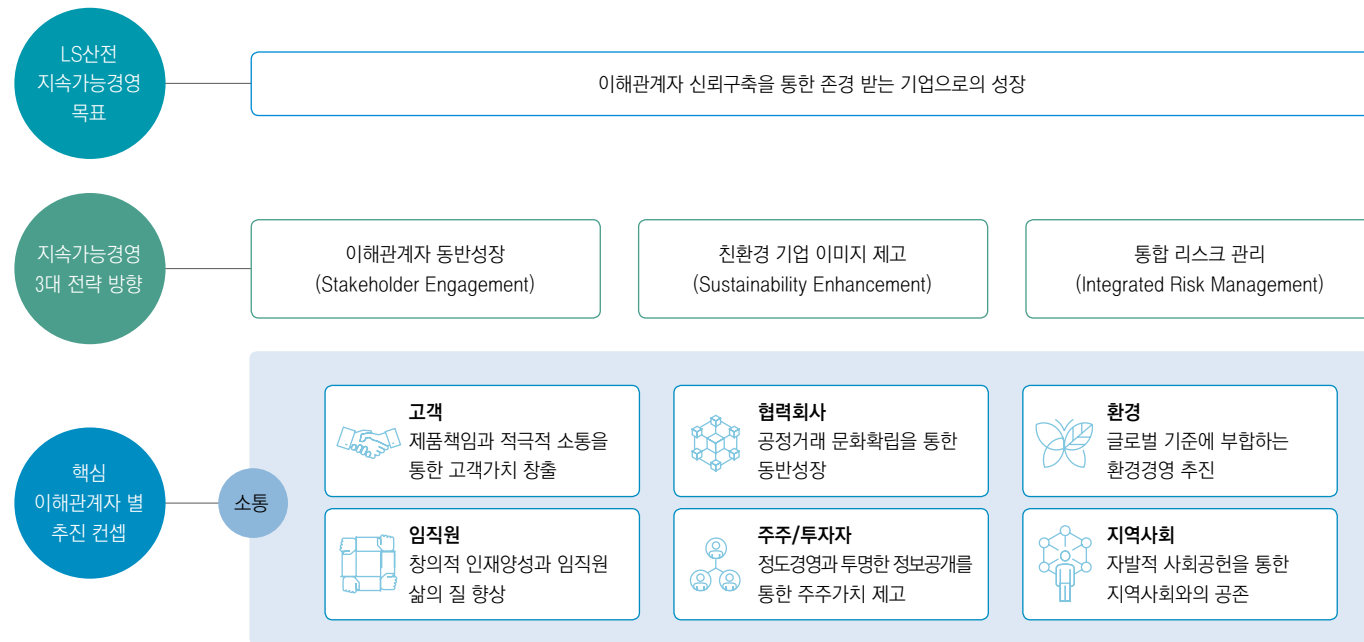 LS산전
지속가능경영
목표
이해관계자 신뢰구축을 통한 존경 받는 기업으로의 성장
지속가능경영
3대 전략 방향
이해관계자 동반성장
(Stakeholder Engagement)
친환경 기업 이미지 제고
(Sustainability Enhancement)
통합 리스크 관리
(Integrated Risk Management)
핵심
이해관계자 별
추진 컨셉
소통
고객
제품책임과 적극적 소통을
통한 고객가치 창출
협력회사
공정거래 문화확립을 통한
동반성장
환경
글로벌 기준에 부합하는
환경경영 추진
임직원
창의적 인재양성과 임직원
삶의 질 향상
주주/투자자
정도경영과 투명한 정보공개를
통한 주주가치 제고
지역사회
자발적 사회공헌을 통한
지역사회와의 공존